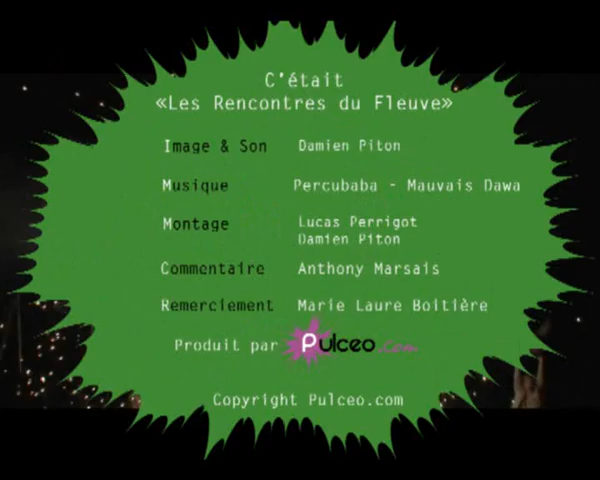 C'était
«Les Rencontres du Fleuve»
Image & Son Damien Piton
Musique Percubaba - Mauvais Dawa
Montage Lucas Perrigot
Damien Piton
Commentaire Anthony Marsais
Remerciement Marie Laure Boitière
Produit par Pulceo.com
Copyright Pulceo.com